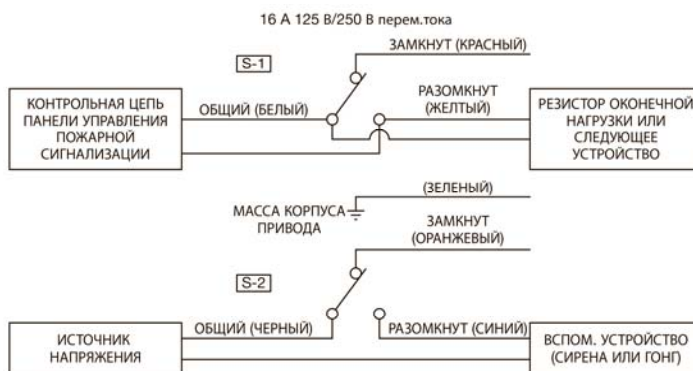 16 А 125 В/250 В перем.тока
ЗАМКНУТ (КРАСНЫЙ)
S-1
КОНТРОЛЬНАЯ ЦЕПЬ
ПАНЕЛИ УПРАВЛЕНИЯ
ПОЖАРНОЙ
СИГНАЛИЗАЦИИ
ОБЩИЙ (БЕЛЫЙ)
РАЗОМКНУТ
(ЖЕЛТЫЙ)
РЕЗИСТОР ОКОНЕЧНОЙ
НАГРУЗКИ ИЛИ
СЛЕДУЮЩЕЕ
УСТРОЙСТВО
(ЗЕЛЕНЫЙ)
МАССА КОРПУСА
ПРИВОДА
ЗАМКНУТ
(ОРАНЖЕВЫЙ)
S-2
ИСТОЧНИК
НАПРЯЖЕНИЯ
ОБЩИЙ (ЧЕРНЫЙ)
РАЗОМКНУТ (СИНИЙ)
ВСПОМ. УСТРОЙСТВО
(СИРЕНА ИЛИ ГОНГ)